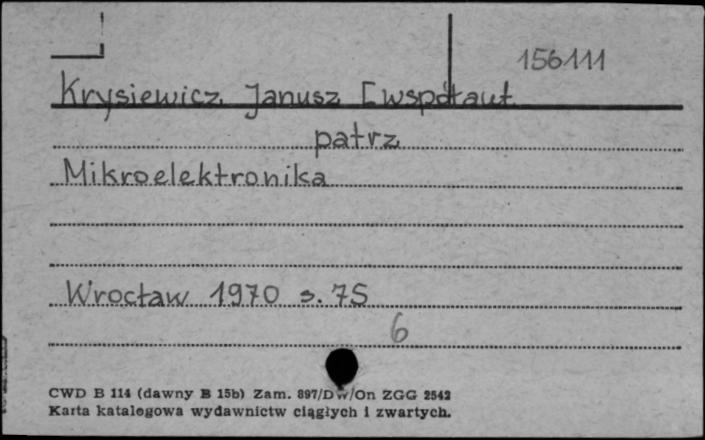 156111
Krysiewicz Janusz [współaut.
patrz
Mikroelektronika
Wrocław 1970 s. 75
6
CWD B 114 (dawny B 15b) Zam. 897/DW/On ZGG 2542
Karta katalogowa wydawnictw ciągłych i zwartych.